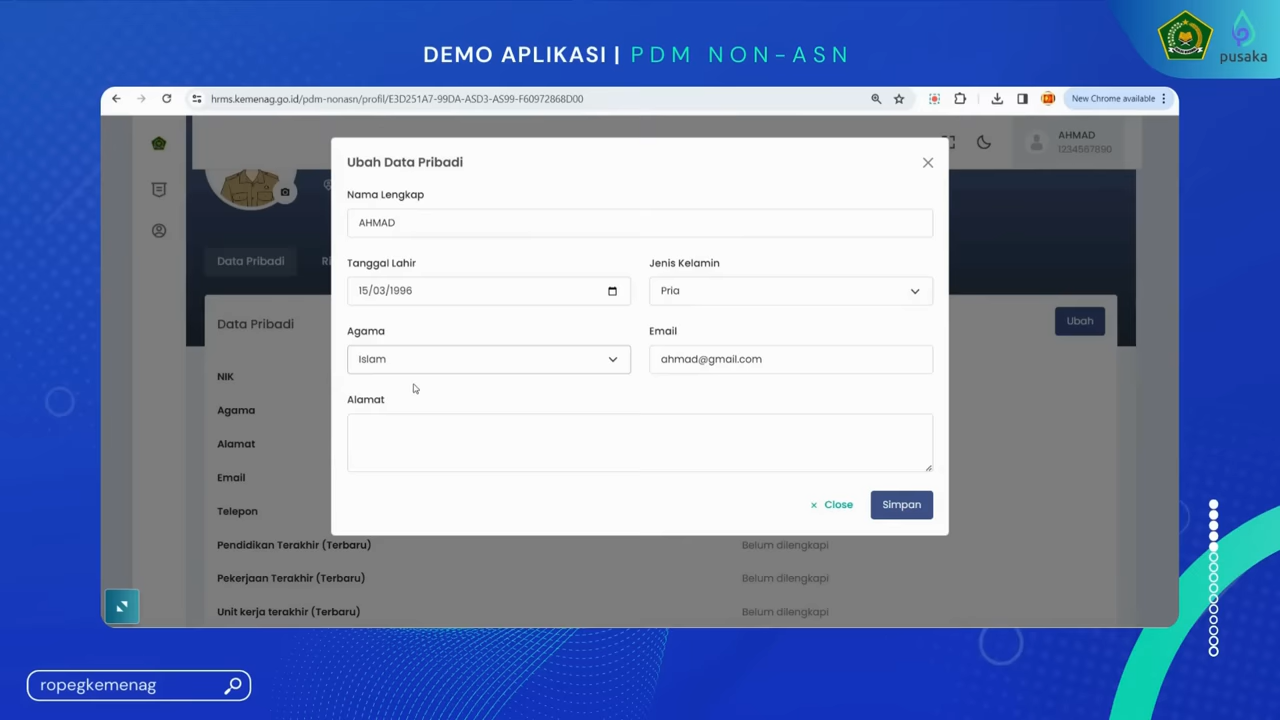 DEMO APLIKASI | PDM NON-ASN
pusaka
hrms.kemenag.go.id/pdm-nonasn/profil/E3D251A7-99DA-ASD3-AS99-F60972868D00
New Chrome available
AHMAD
1234567890
Ubah Data Pribadi
Nama Lengkap
AHMAD
Tanggal Lahir
Jenis Kelamin
15/03/1996
Pria
Agama
Email
Islam
ahmad@gmail.com
Alamat
Close
Simpan
Data Pribadi
Ri
Data Pribadi
Ubah
NIK
Agama
Alamat
Email
Telepon
Pendidikan Terakhir (Terbaru)
Belum dilengkapi
Pekerjaan Terakhir (Terbaru)
Belum dilengkapi
Unit kerja terakhir (Terbaru)
Belum dilengkapi
ropegkemenag